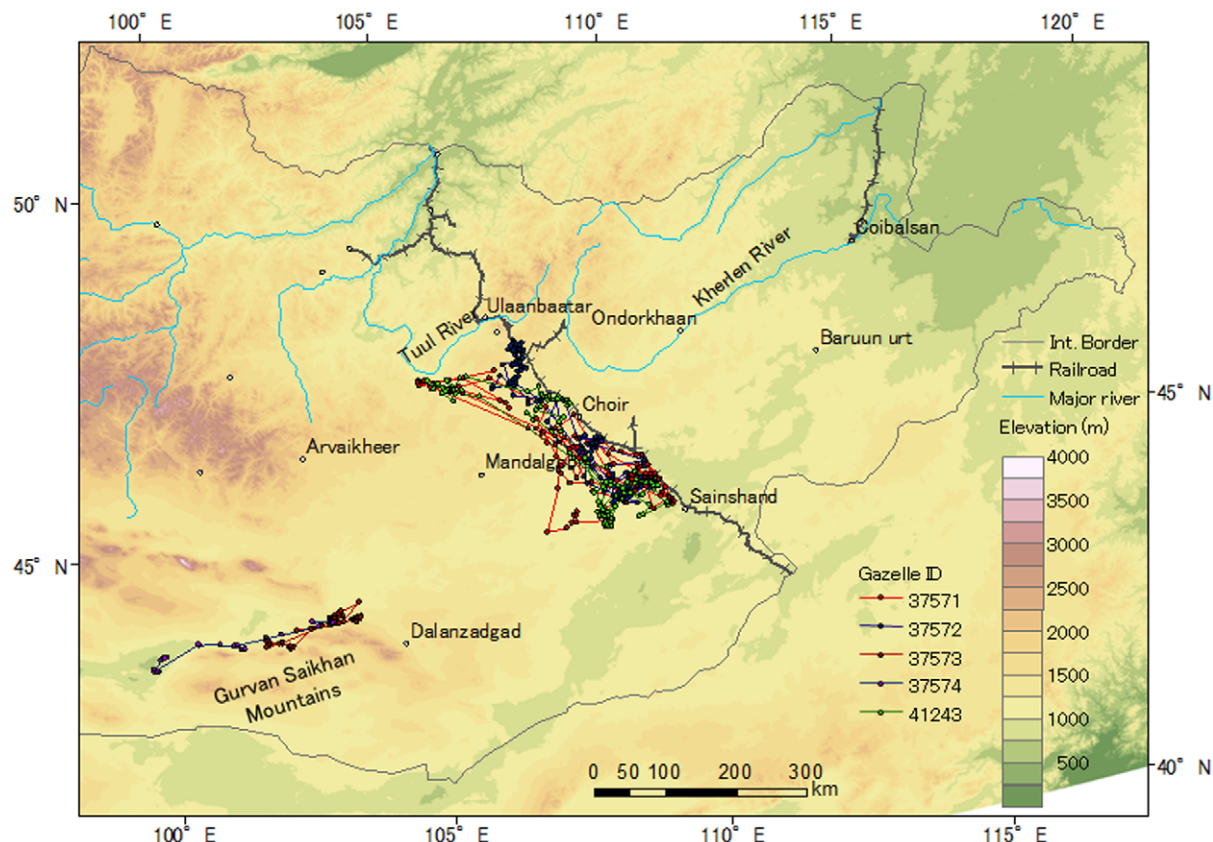 100° E 105° E 110° E 115° E 120° E
50° N
Coibalsan
Kherlen River
Ulaanbaatar
Ondorkhaan
Tuul River
Baruun urt
Int. Border
Railroad
Major river
45° N
Choir
Elevation (m)
Arvaikheer
4000
3500
3000
2500
2000
1500
1000
500
Sainshand
45° N
Gazelle ID
37571
37572
37573
37574
41243
Dalanzadgad
Gurvan Saikhan
Mountains
0 50 100 200 300
km
40° N
100° E 105° E 110° E 115° E